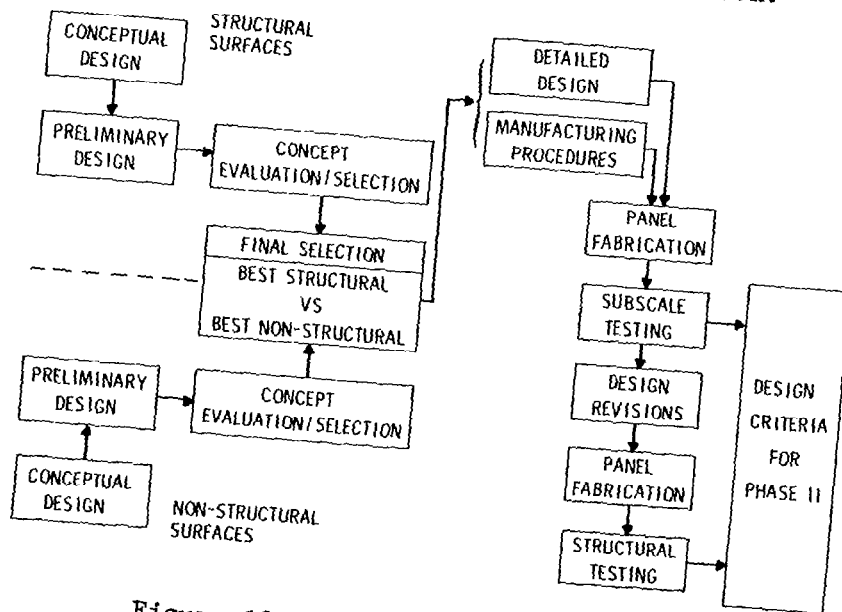 STRUCTURAL
SURFACES
CONCEPTUAL
DESIGN
PRELIMINARY
DESIGN
CONCEPT
EVALUATION/SELECTION
FINAL SELECTION
BEST STRUCTURAL
VS
BEST NON-STRUCTURAL
PRELIMINARY
DESIGN
CONCEPT
EVALUATION/SELECTION
CONCEPTUAL
DESIGN
NON-STRUCTURAL
SURFACES
DETAILED
DESIGN
MANUFACTURING
PROCEDURES
PANEL
FABRICATION
SUBSCALE
TESTING
DESIGN
REVISIONS
PANEL
FABRICATION
STRUCTURAL
TESTING
DESIGN
CRITERIA
FOR
PHASE II
Figure